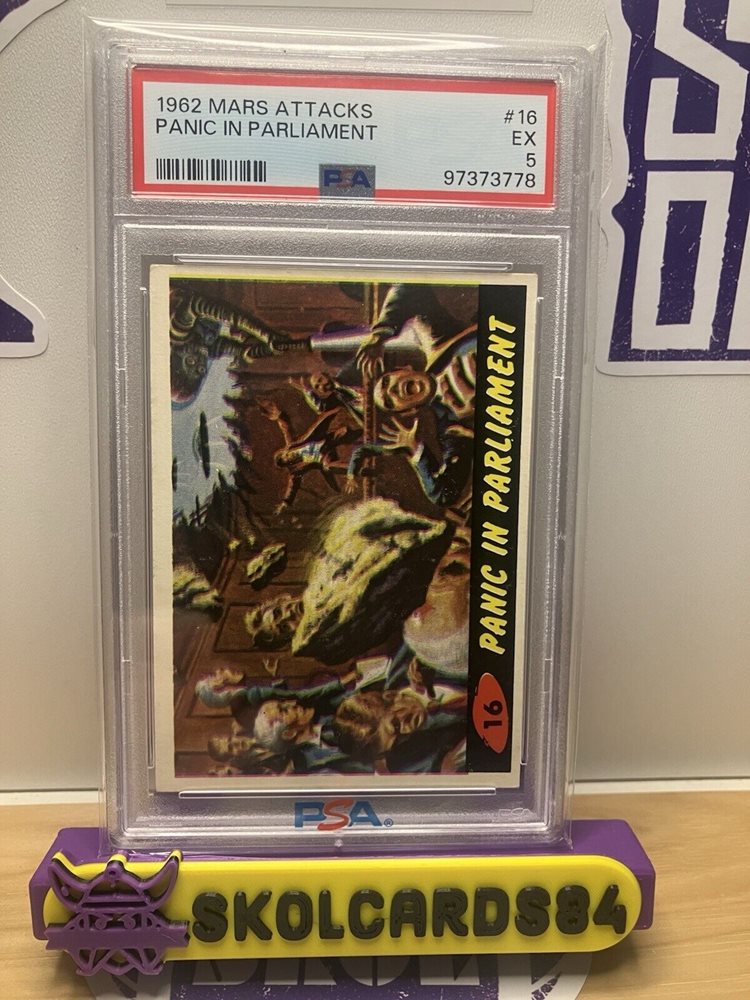 1962 MARS ATTACKS #16
PANIC IN PARLIAMENT EX
5
PSA 97373778
16 PANIC IN PARLIAMENT
PSA®
SKOLCARDS84